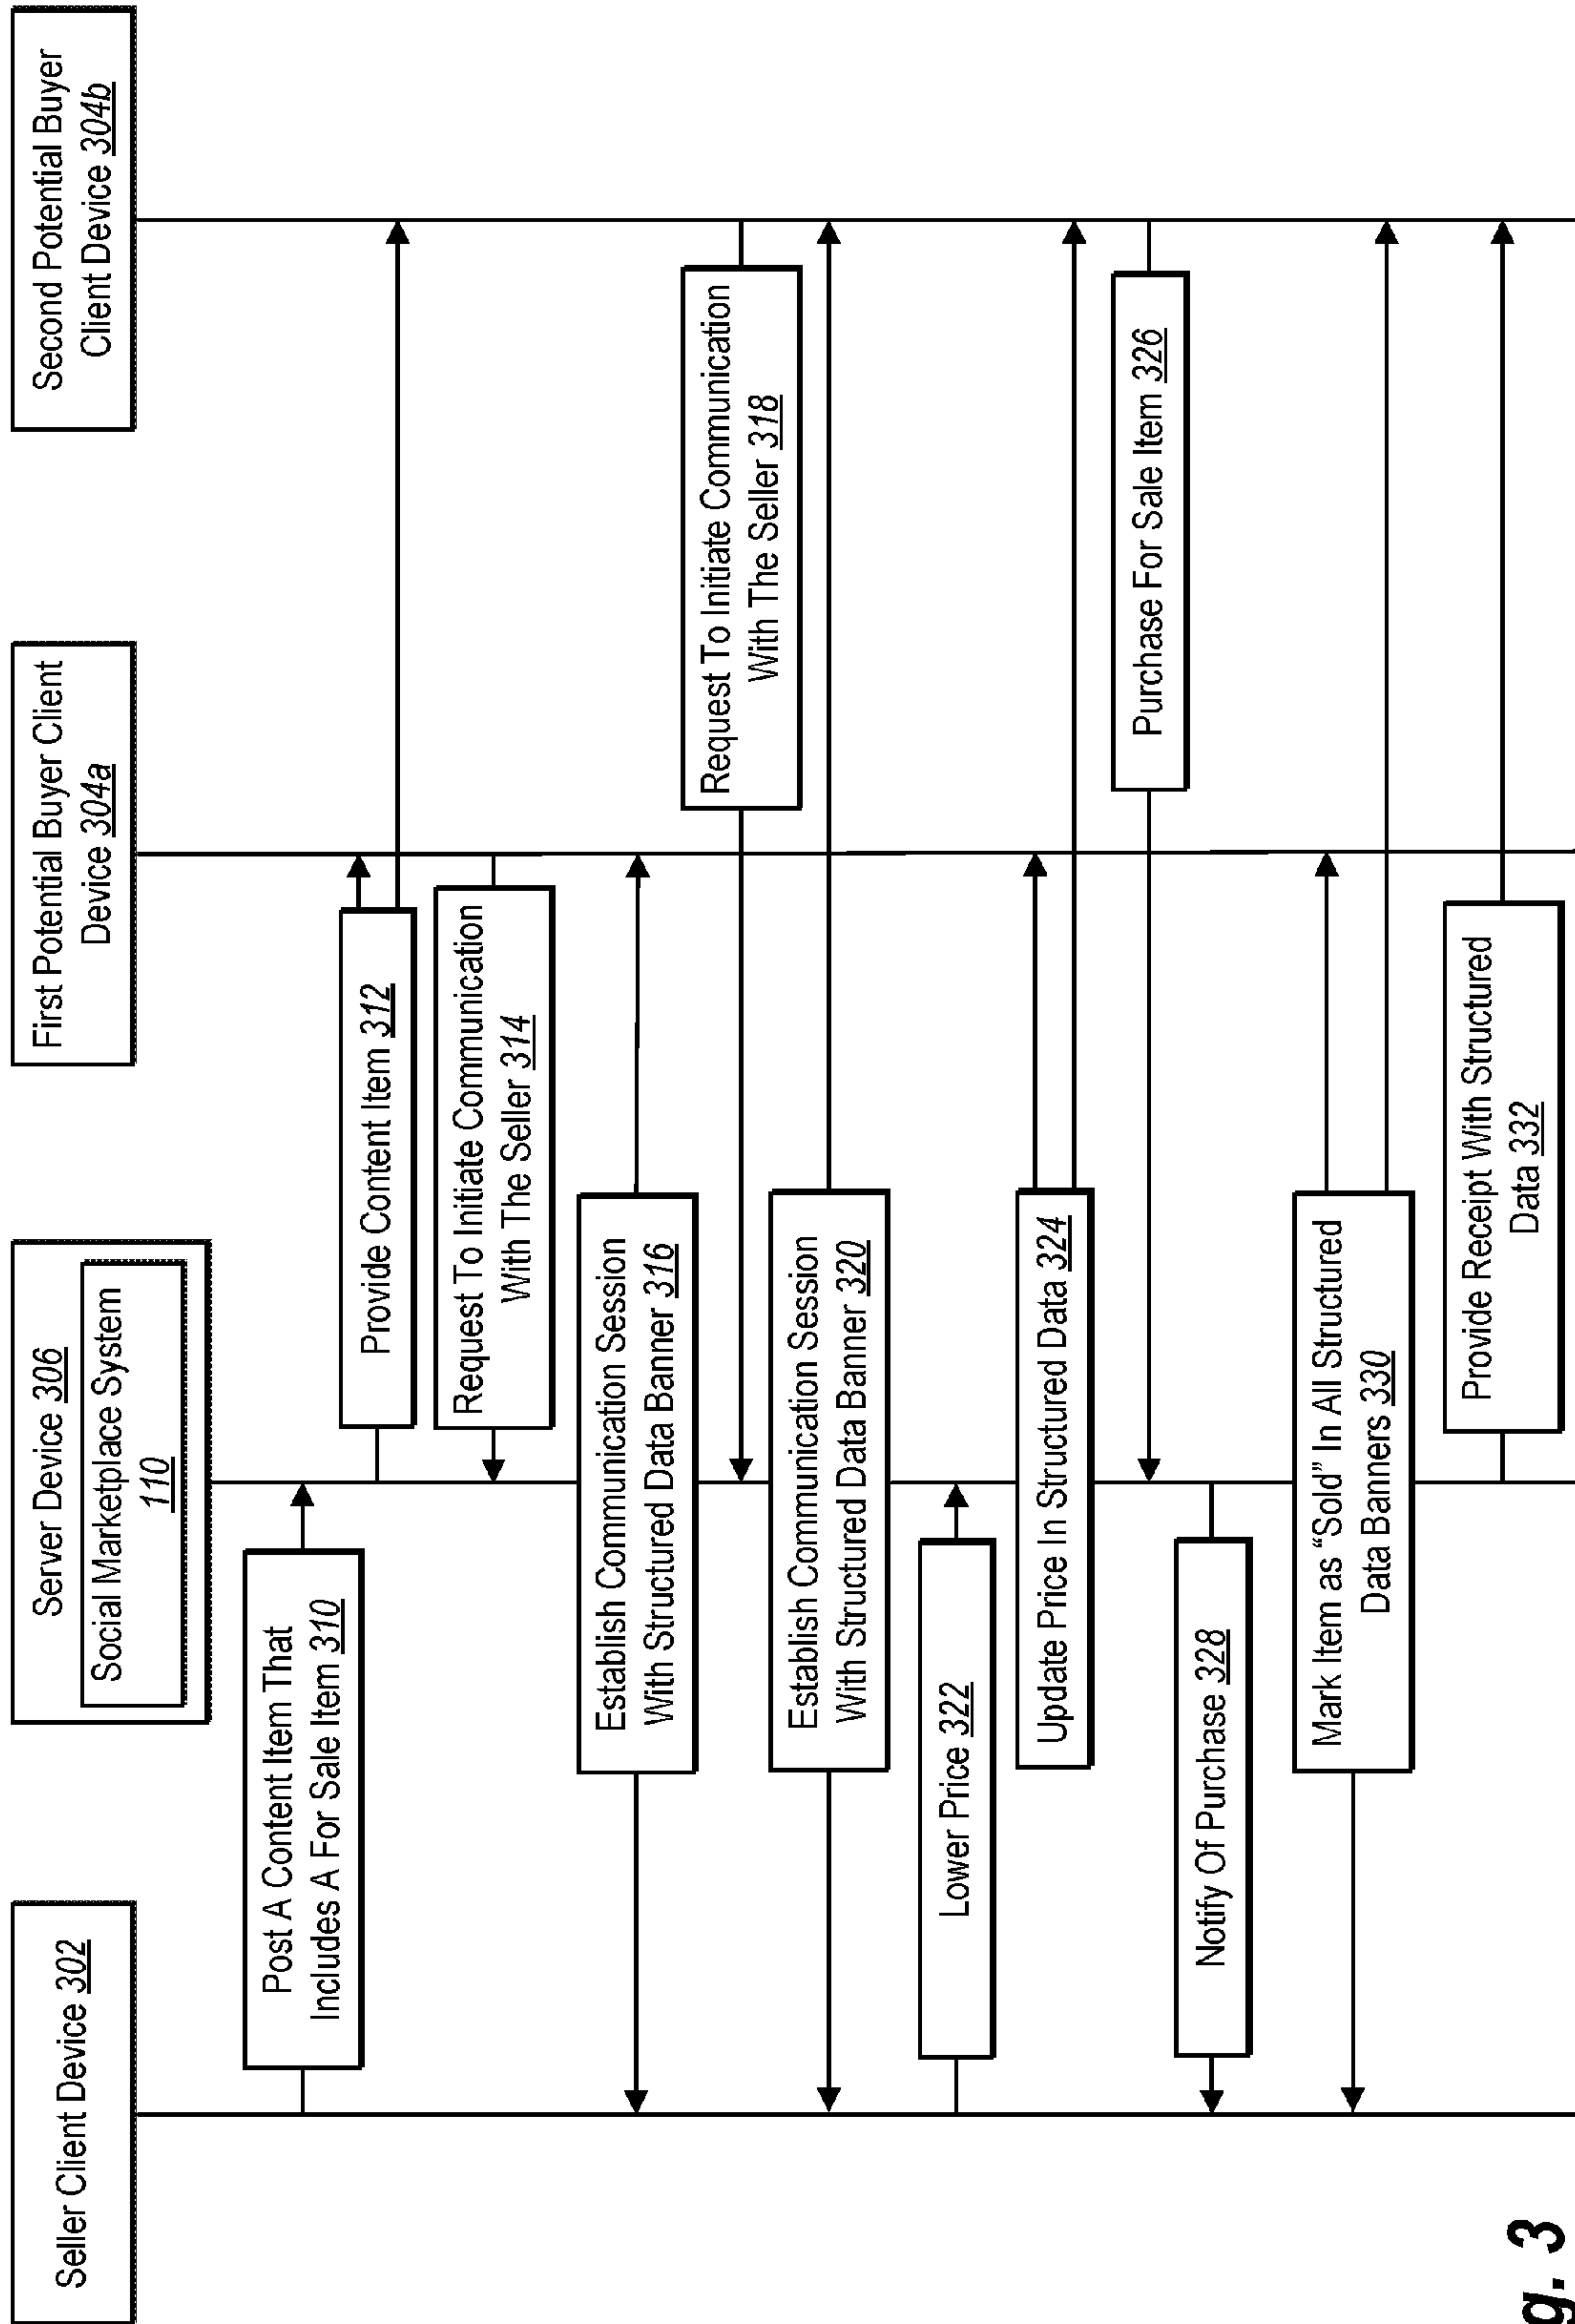 Seller Client Device 302
Server Device 306
Social Marketplace System
110
First Potential Buyer Client
Device 304a
Second Potential Buyer
Client Device 304b
Post A Content Item That
Includes A For Sale Item 310
Provide Content Item 312
Request To Initiate Communication
With The Seller 314
Establish Communication Session
With Structured Data Banner 316
Request To Initiate Communication
With The Seller 318
Establish Communication Session
With Structured Data Banner 320
Lower Price 322
Update Price In Structured Data 324
Purchase For Sale Item 326
Notify Of Purchase 328
Mark Item as “Sold” In All Structured
Data Banners 330
Provide Receipt With Structured
Data 332
g. 3